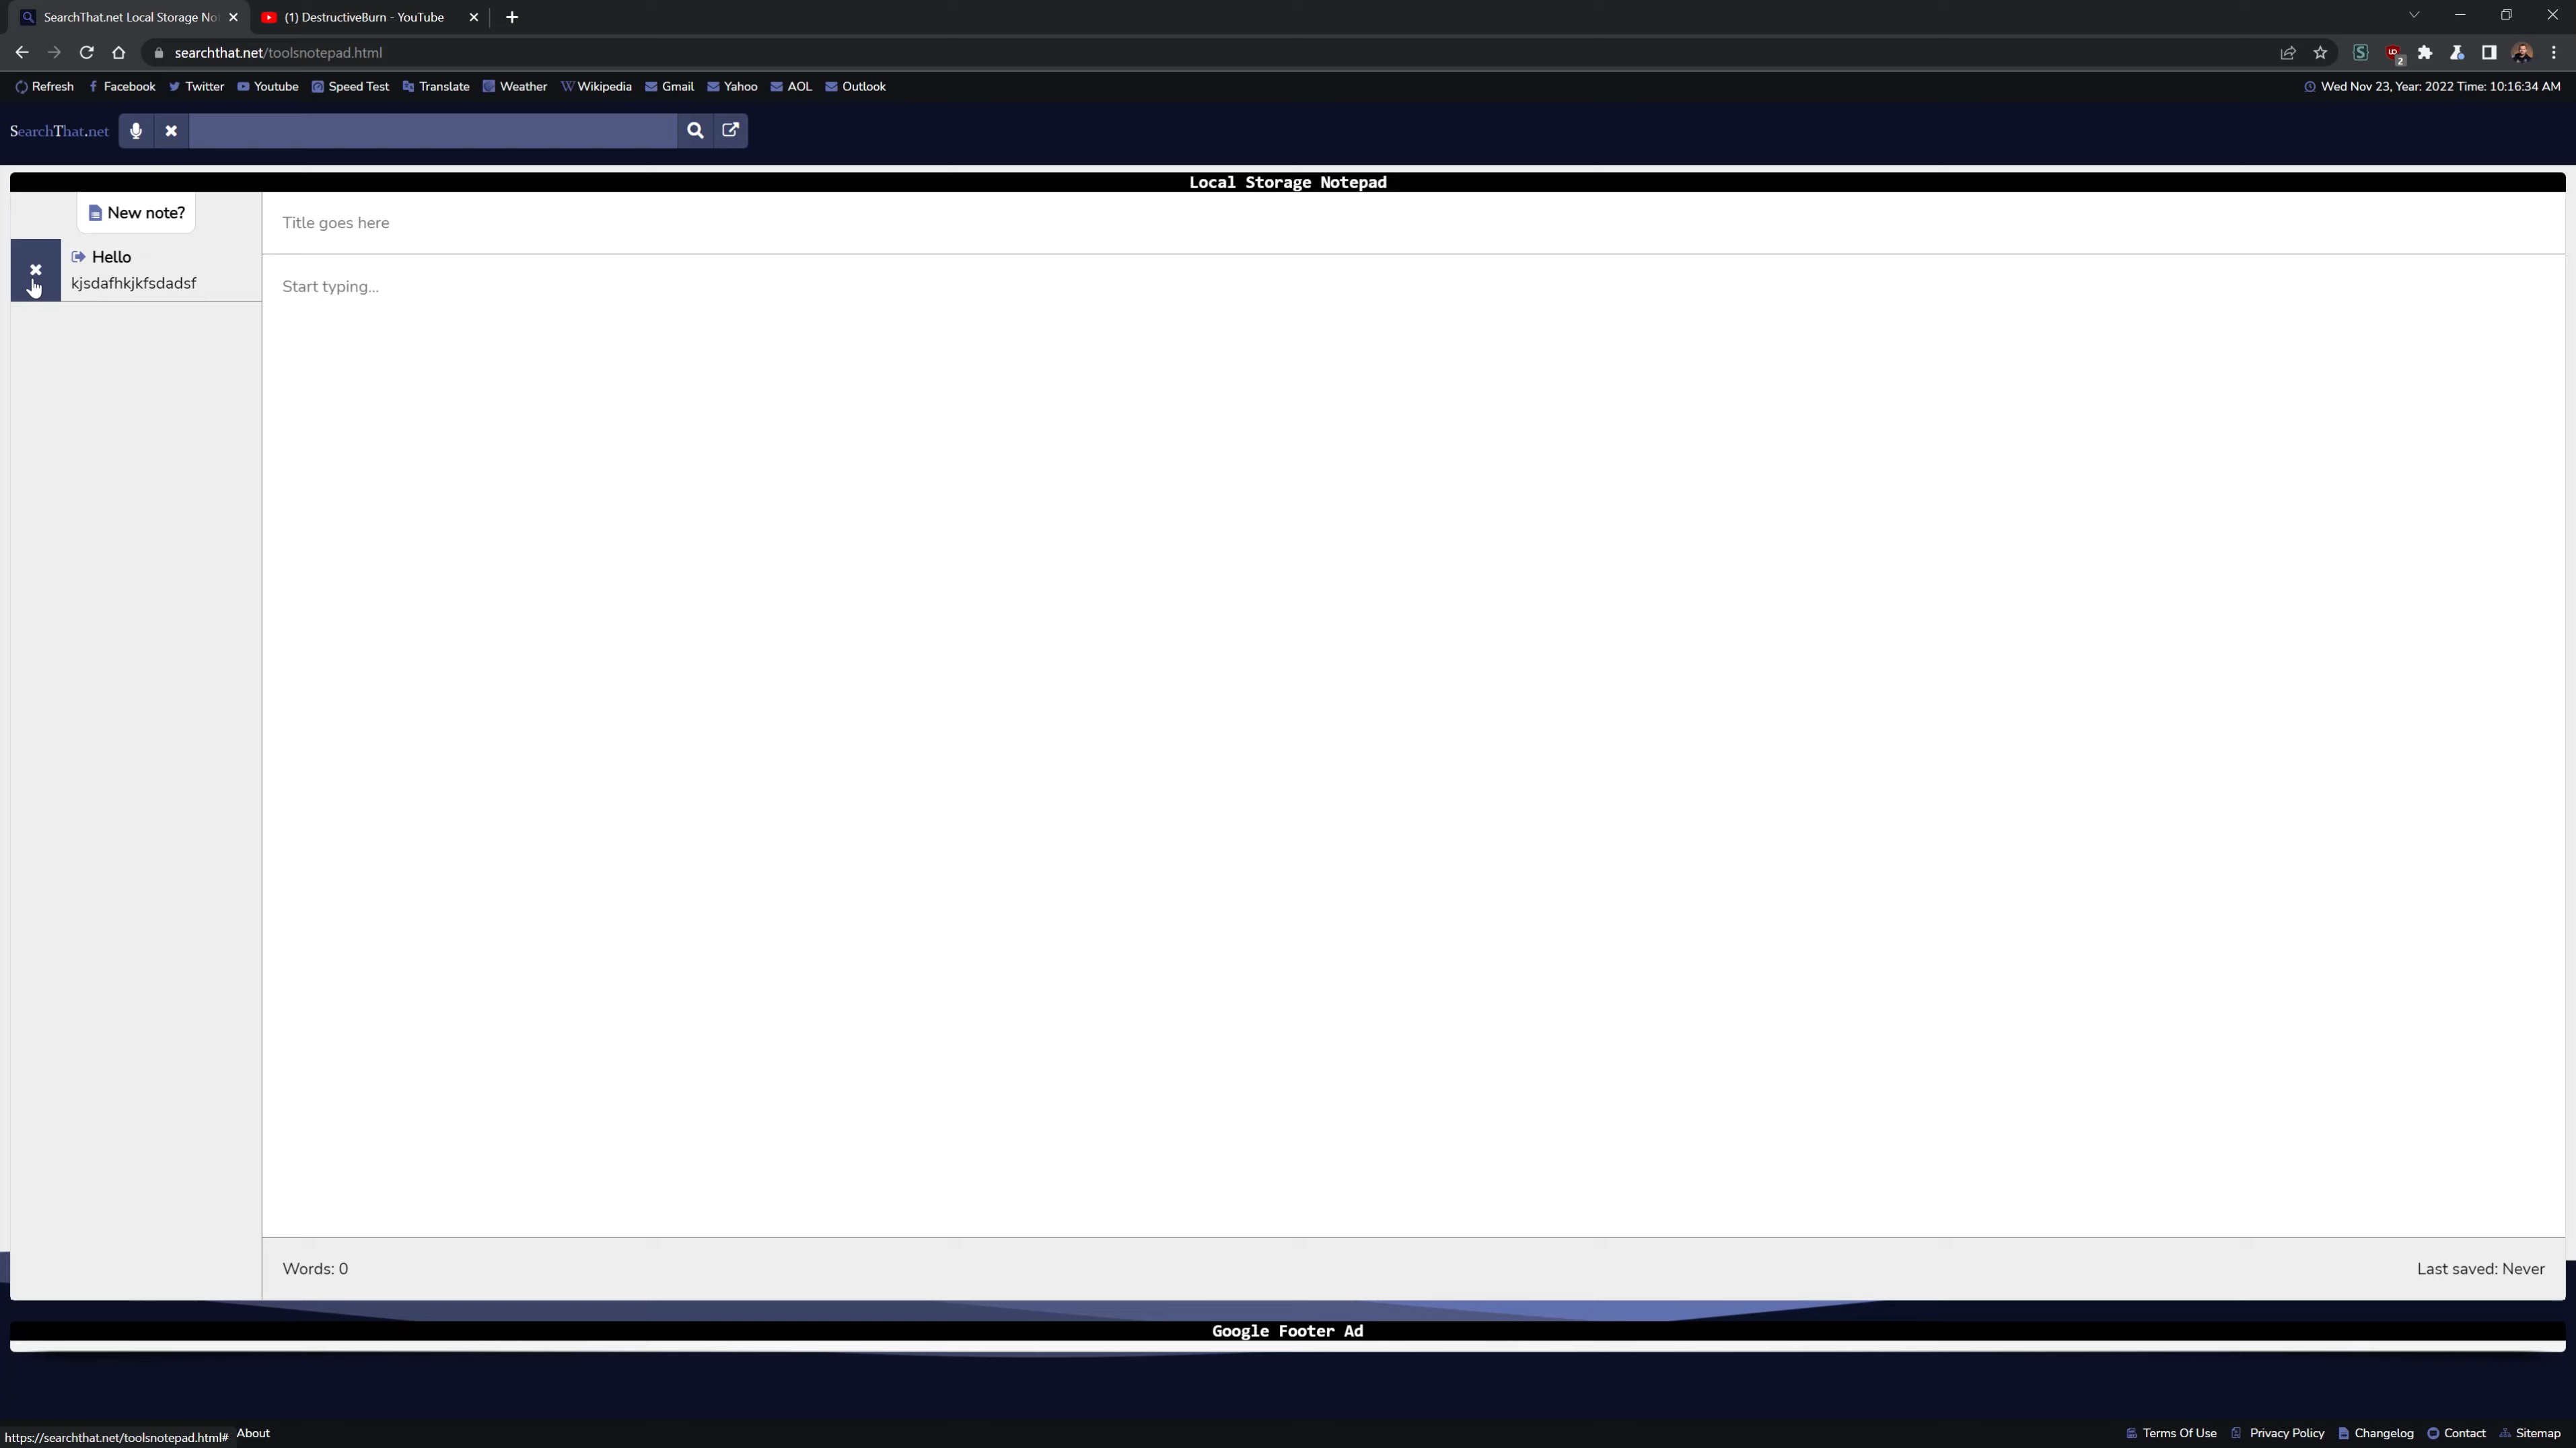 SearchThat.net Local Storage No
(1) DestructiveBurn - YouTube
searchthat.net/toolsnotepad.html
2
Refresh Facebook Twitter Youtube Speed Test Translate Weather Wikipedia Gmail Yahoo AOL Outlook Wed Nov 23, Year: 2022 Time: 10:16:34 AM
SearchThat.net
Local Storage Notepad
New note?
Title goes here
Hello
kjsdafhkjkfsdadsf
Start typing...
Words: 0 Last saved: Never
Google Footer Ad
https://searchthat.net/toolsnotepad.html# About Terms Of Use Privacy Policy Changelog Contact Sitemap